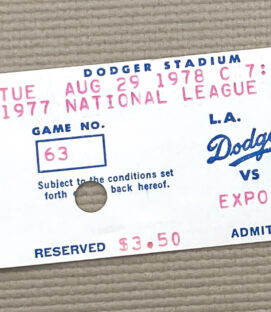 DODGER STADIUM
TUE AUG 29 1978 C 7:
1977 NATIONAL LEAGUE
GAME NO.
63
L.A.
Dodge
VS
EXPO
Subject to the conditions set
forth back hereof.
RESERVED $3.50
ADMIT